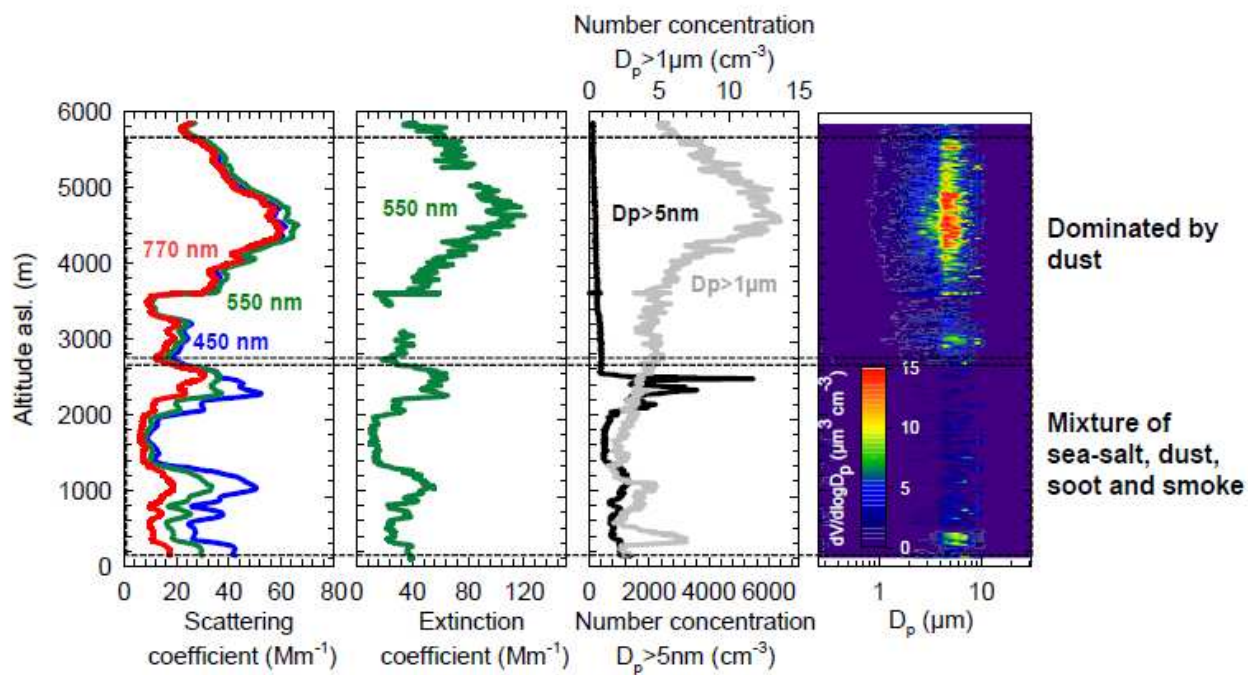 Number concentration
Dp>1µm (cm-3)
0 5 10 15
6000
5000
4000
3000
2000
1000
0
Altitude asl. (m)
770 nm
550 nm
450 nm
550 nm
Dp>5nm
Dp>1µm
15
10
5
0
dV/dlogDp (µm3 cm-3)
Dominated by
dust
Mixture of
sea-salt, dust,
soot and smoke
0 20 40 60 80
Scattering
coefficient (Mm-1)
40 80 120
Extinction
coefficient (Mm-1)
0 2000 4000 6000
Number concentration
Dp>5nm (cm-3)
1 10
Dp (µm)